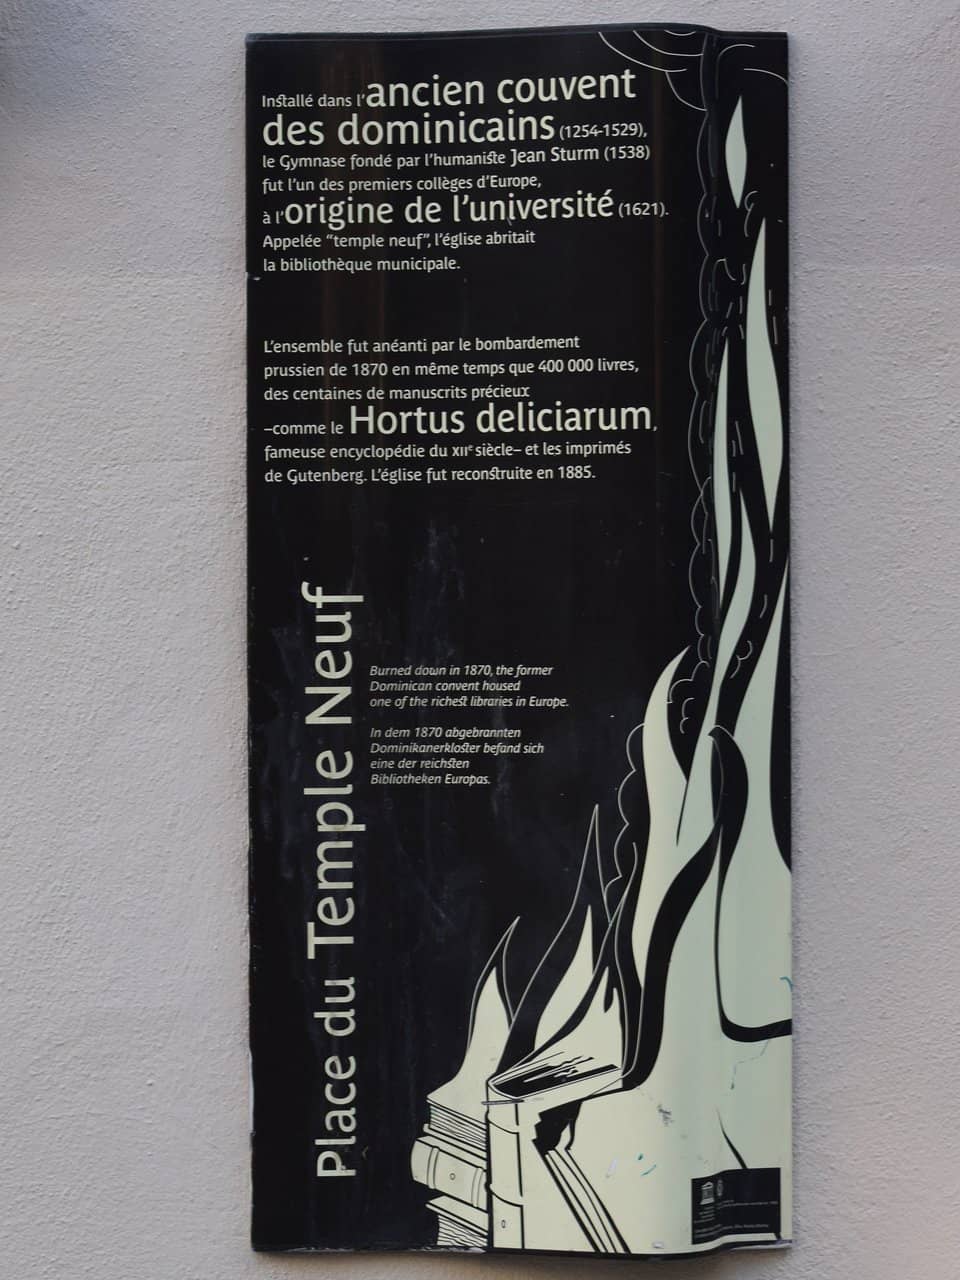 Installé dans l'ancien couvent
des dominicains (1254-1529),
le Gymnase fondé par l'humaniste Jean Sturm (1538)
fut l'un des premiers collèges d'Europe,
à l'origine de l'université (1621).
Appelée “temple neuf”, l'église abritait
la bibliothèque municipale.
L'ensemble fut anéanti par le bombardement
prussien de 1870 en même temps que 400 000 livres,
des centaines de manuscrits précieux
–comme le Hortus deliciarum,
fameuse encyclopédie du XIIe siècle– et les imprimés
de Gutenberg. L'église fut reconstruite en 1885.
Place du Temple Neuf
Burned down in 1870, the former
Dominican convent housed
one of the richest libraries in Europe.
In dem 1870 abgebrannten
Dominikanerkloster befand sich
eine der reichsten
Bibliotheken Europas.